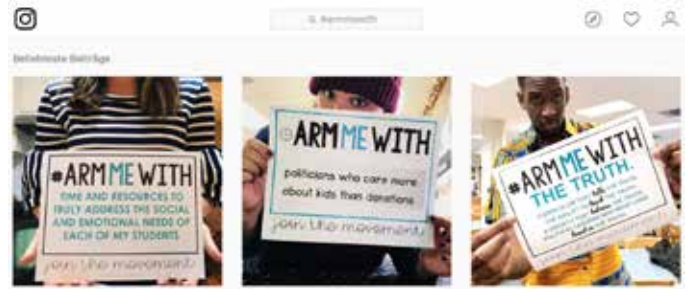 #armmewith
Beliebteste Beiträge
#ARMMEWITH
TIME AND RESOURCES TO
TRULY ADDRESS THE SOCIAL
AND EMOTIONAL NEEDS OF
EACH OF MY STUDENTS
join the movement
ARMMEWITH
politicians who care more
about kids than donations
join the movement
#ARMMEWITH
THE TRUTH.